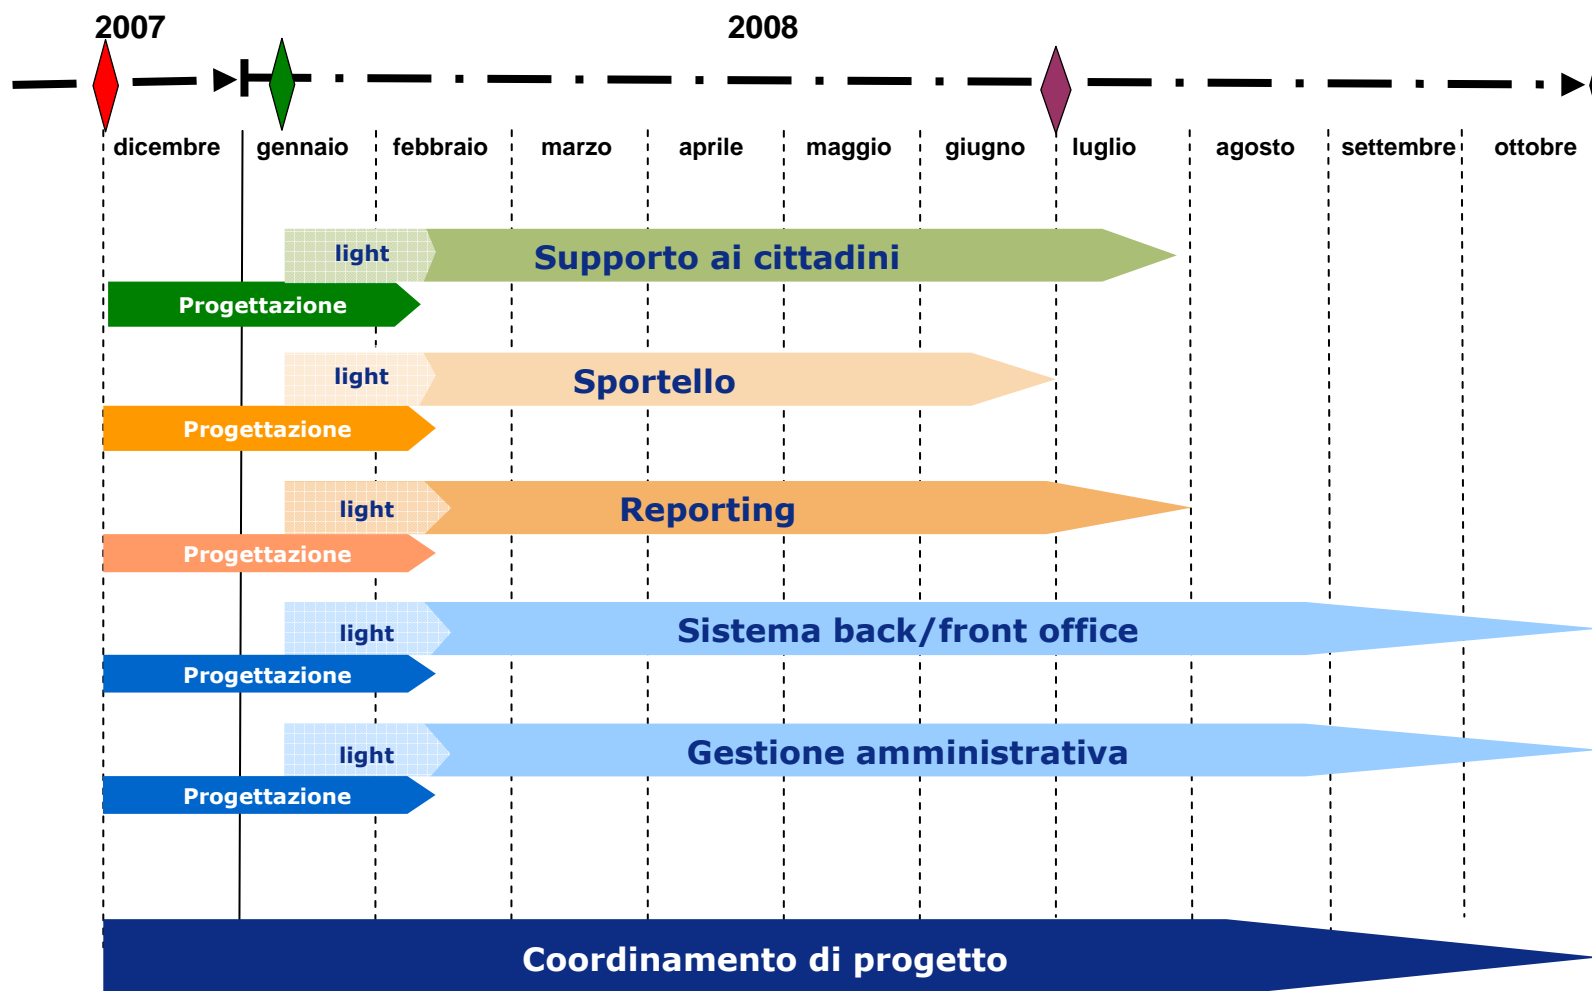 2007 2008
dicembre gennaio febbraio marzo aprile maggio giugno luglio agosto settembre ottobre
light Supporto ai cittadini
Progettazione
light Sportello
Progettazione
light Reporting
Progettazione
light Sistema back/front office
Progettazione
light Gestione amministrativa
Progettazione
Coordinamento di progetto